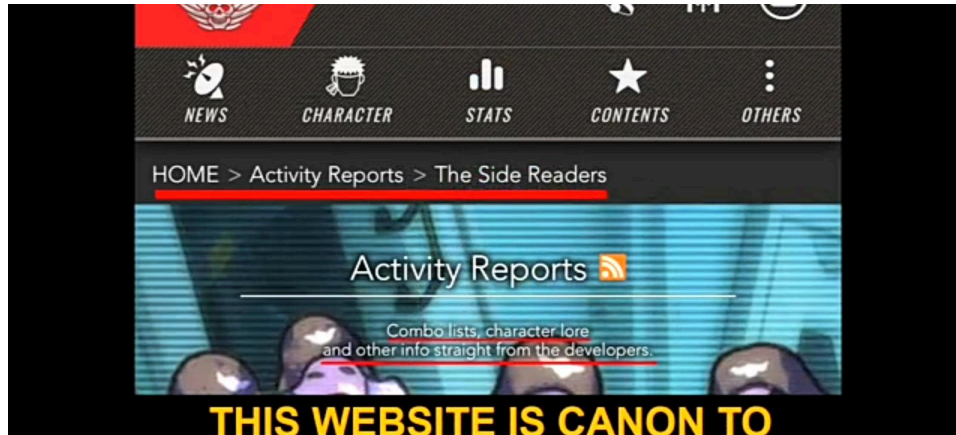 NEWS CHARACTER STATS CONTENTS OTHERS
HOME > Activity Reports > The Side Readers
Activity Reports
Combo lists, character lore
and other info straight from the developers.
THIS WEBSITE IS CANON TO